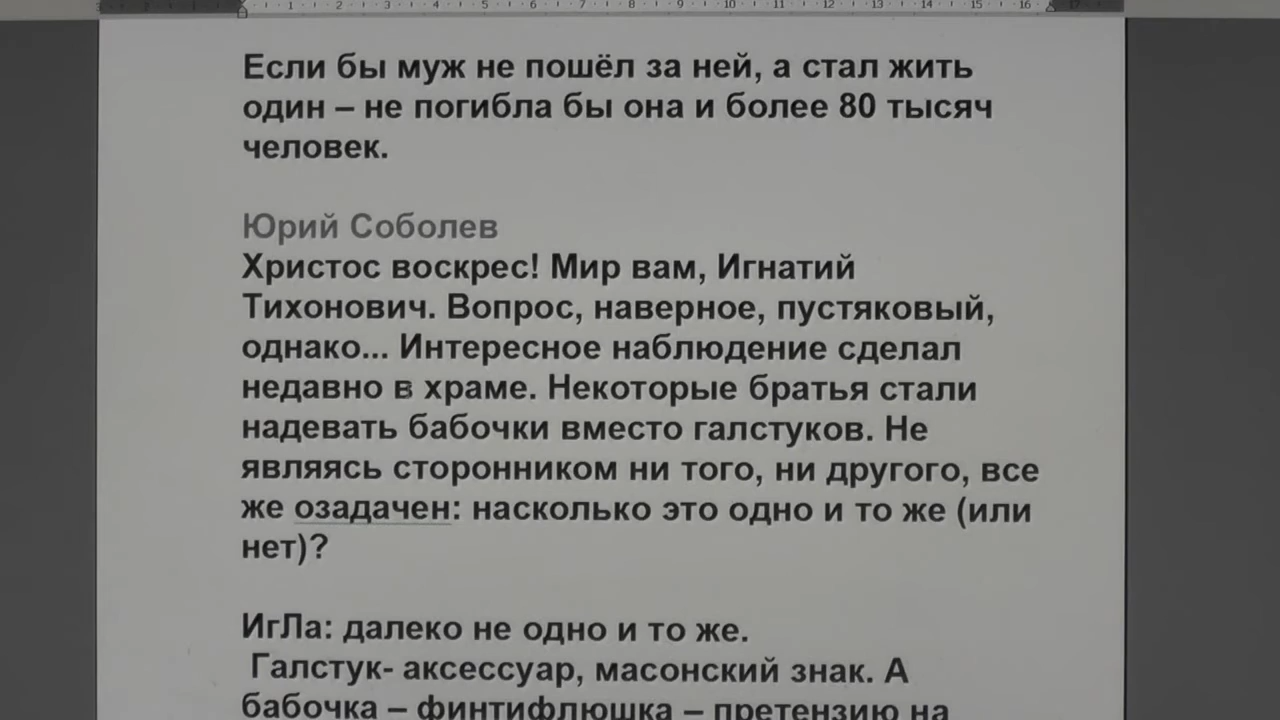 Если бы муж не пошёл за ней, а стал жить
один – не погибла бы она и более 80 тысяч
человек.
Юрий Соболев
Христос воскрес! Мир вам, Игнатий
Тихонович. Вопрос, наверное, пустяковый,
однако... Интересное наблюдение сделал
недавно в храме. Некоторые братья стали
надевать бабочки вместо галстуков. Не
являясь сторонником ни того, ни другого, все
же озадачен: насколько это одно и то же (или
нет)?
ИгЛа: далеко не одно и то же.
Галстук- аксессуар, масонский знак. А
бабочка – финтифлюшка – претензию на